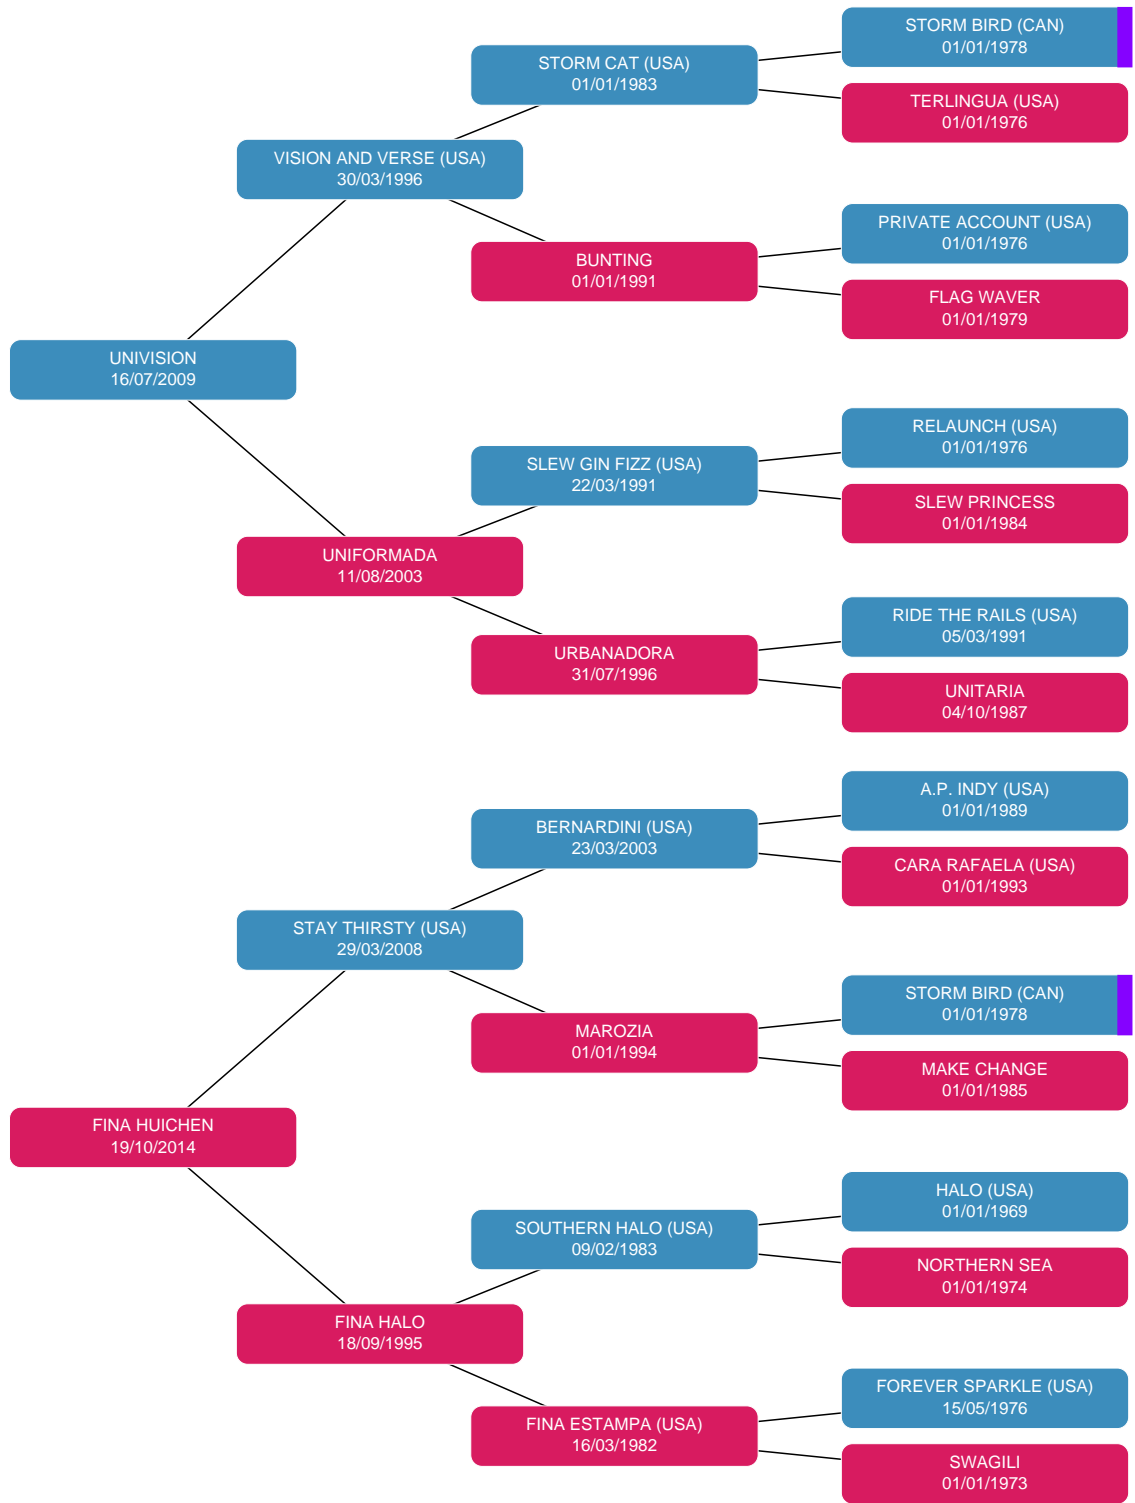 STORM BIRD (CAN)
01/01/1978
STORM CAT (USA)
01/01/1983
TERLINGUA (USA)
01/01/1976
VISION AND VERSE (USA)
30/03/1996
PRIVATE ACCOUNT (USA)
01/01/1976
BUNTING
01/01/1991
FLAG WAVER
01/01/1979
UNIVISION
16/07/2009
RELAUNCH (USA)
01/01/1976
SLEW GIN FIZZ (USA)
22/03/1991
SLEW PRINCESS
01/01/1984
UNIFORMADA
11/08/2003
RIDE THE RAILS (USA)
05/03/1991
URBANADORA
31/07/1996
UNITARIA
04/10/1987
A.P. INDY (USA)
01/01/1989
BERNARDINI (USA)
23/03/2003
CARA RAFAELA (USA)
01/01/1993
STAY THIRSTY (USA)
29/03/2008
STORM BIRD (CAN)
01/01/1978
MAROZIA
01/01/1994
MAKE CHANGE
01/01/1985
FINA HUICHEN
19/10/2014
HALO (USA)
01/01/1969
SOUTHERN HALO (USA)
09/02/1983
NORTHERN SEA
01/01/1974
FINA HALO
18/09/1995
FOREVER SPARKLE (USA)
15/05/1976
FINA ESTAMPA (USA)
16/03/1982
SWAGILI
01/01/1973